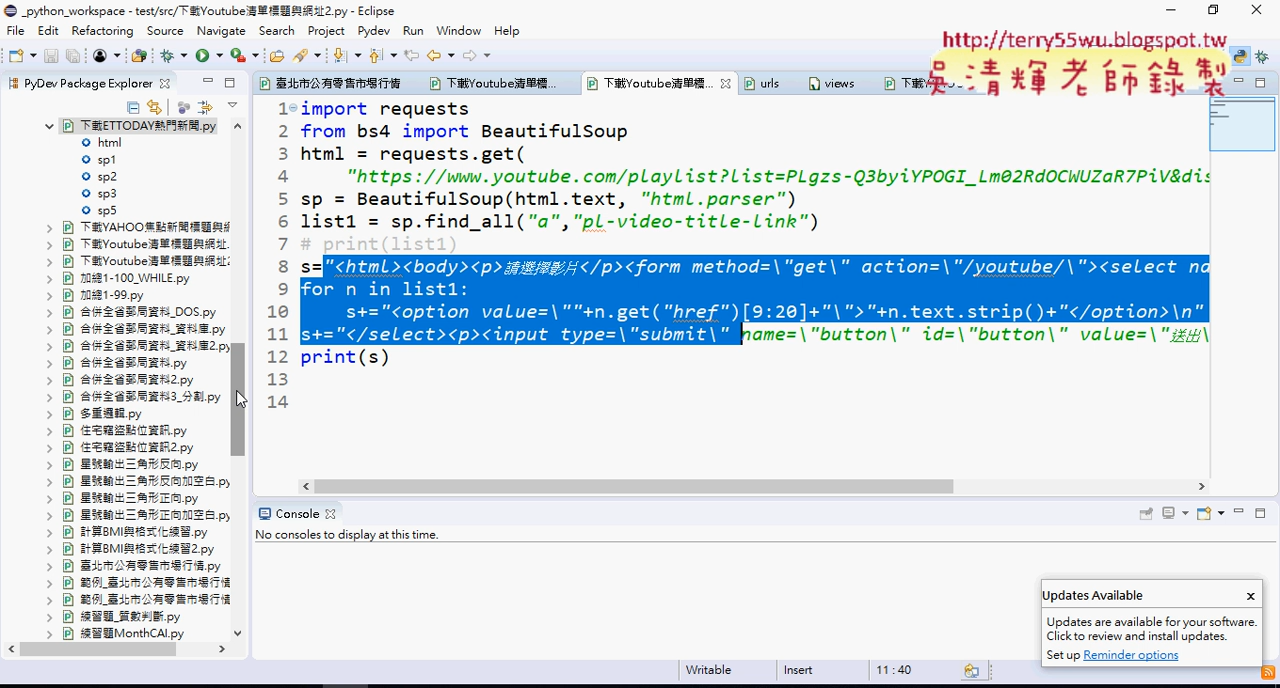 _python_workspace - test/src/下載Youtube清單標題與網址2.py - Eclipse
File Edit Refactoring Source Navigate Search Project Pydev Run Window Help
http://terry55wu.blogspot.tw
吳清輝老師錄製
PyDev Package Explorer
臺北市公有零售市場行情
下載Youtube清單標...
下載Youtube清單標...
urls
views
下載ETTODAY熱門新聞.py
html
sp1
sp2
sp3
sp5
下載YAHOO焦點新聞標題與網
下載Youtube清單標題與網址.
下載Youtube清單標題與網址2
加總1-100_WHILE.py
加總1-99.py
合併全省郵局資料_DOS.py
合併全省郵局資料_資料庫.py
合併全省郵局資料_資料庫2.py
合併全省郵局資料.py
合併全省郵局資料2.py
合併全省郵局資料3_分割.py
多重邏輯.py
住宅竊盜點位資訊.py
住宅竊盜點位資訊2.py
星號輸出三角形反向.py
星號輸出三角形反向加空白.py
星號輸出三角形正向.py
星號輸出三角形正向加空白.py
計算BMI與格式化練習.py
計算BMI與格式化練習2.py
臺北市公有零售市場行情.py
範例_臺北市公有零售市場行情
範例_臺北市公有零售市場行情
練習題_質數判斷.py
練習題MonthCAl.py
1 import requests
2 from bs4 import BeautifulSoup
3 html = requests.get(
4 "https://www.youtube.com/playlist?list=PLgzs-Q3byiYPOGI_Lm02RdOCWUZaR7PiV&dis
5 sp = BeautifulSoup(html.text, "html.parser")
6 list1 = sp.find_all("a","pl-video-title-link")
7 # print(list1)
8 s="<html><body><p>請選擇影片</p><form method=\"get\" action=\"/youtube/\"><select na
9 for n in list1:
10 s+="<option value=\""+n.get("href")[9:20]+"\">"+n.text.strip()+"</option>\n"
11 s+="</select><p><input type=\"submit\" name=\"button\" id=\"button\" value=\"送出\
12 print(s)
13
14
Console
No consoles to display at this time.
Updates Available
Updates are available for your software.
Click to review and install updates.
Set up Reminder options
Writable Insert 11 : 40